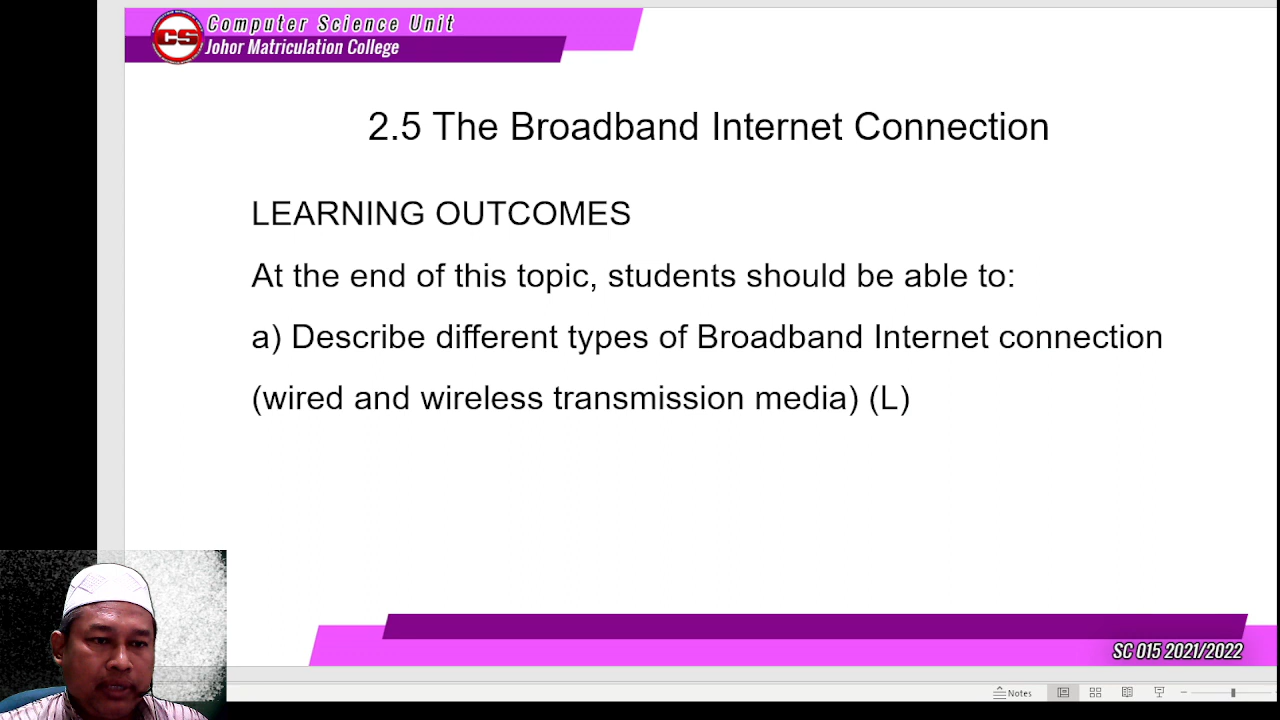 CS
Computer Science Unit
Johor Matriculation College
2.5 The Broadband Internet Connection
LEARNING OUTCOMES
At the end of this topic, students should be able to:
a) Describe different types of Broadband Internet connection
(wired and wireless transmission media) (L)
SC 015 2021/2022
Notes